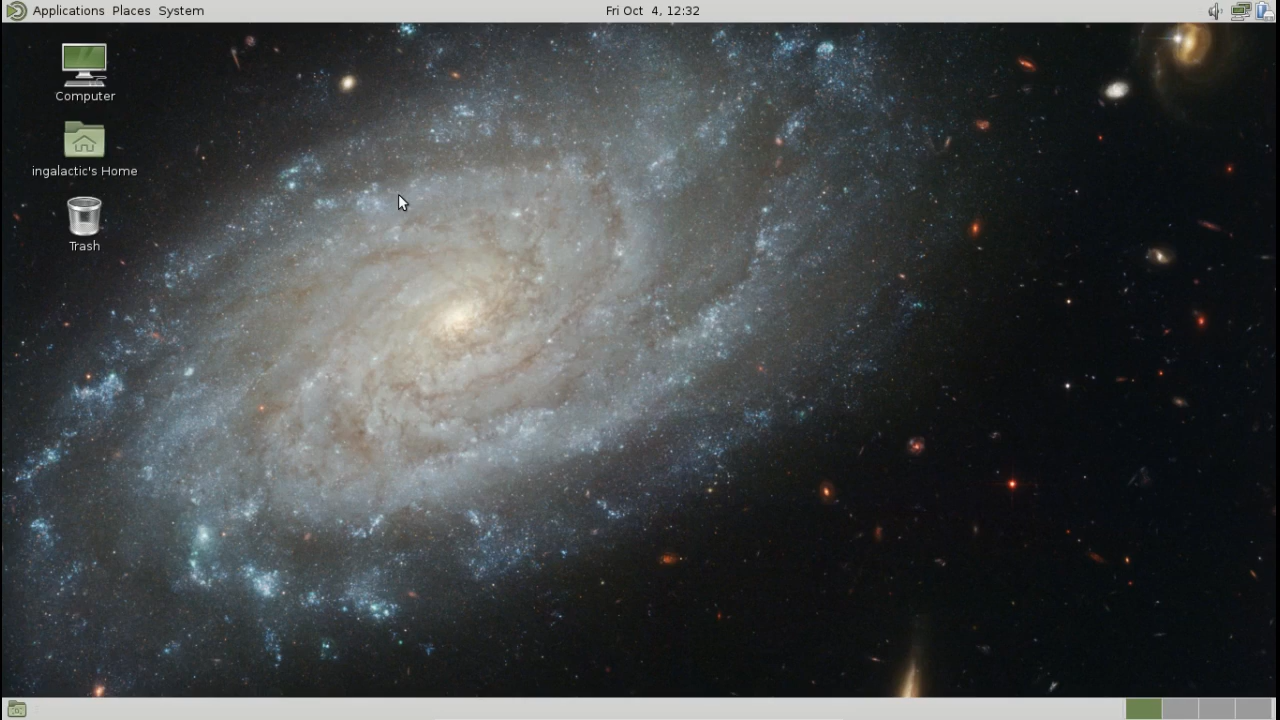 Applications Places System Fri Oct 4, 12:32
Computer
ingalactic's Home
Trash